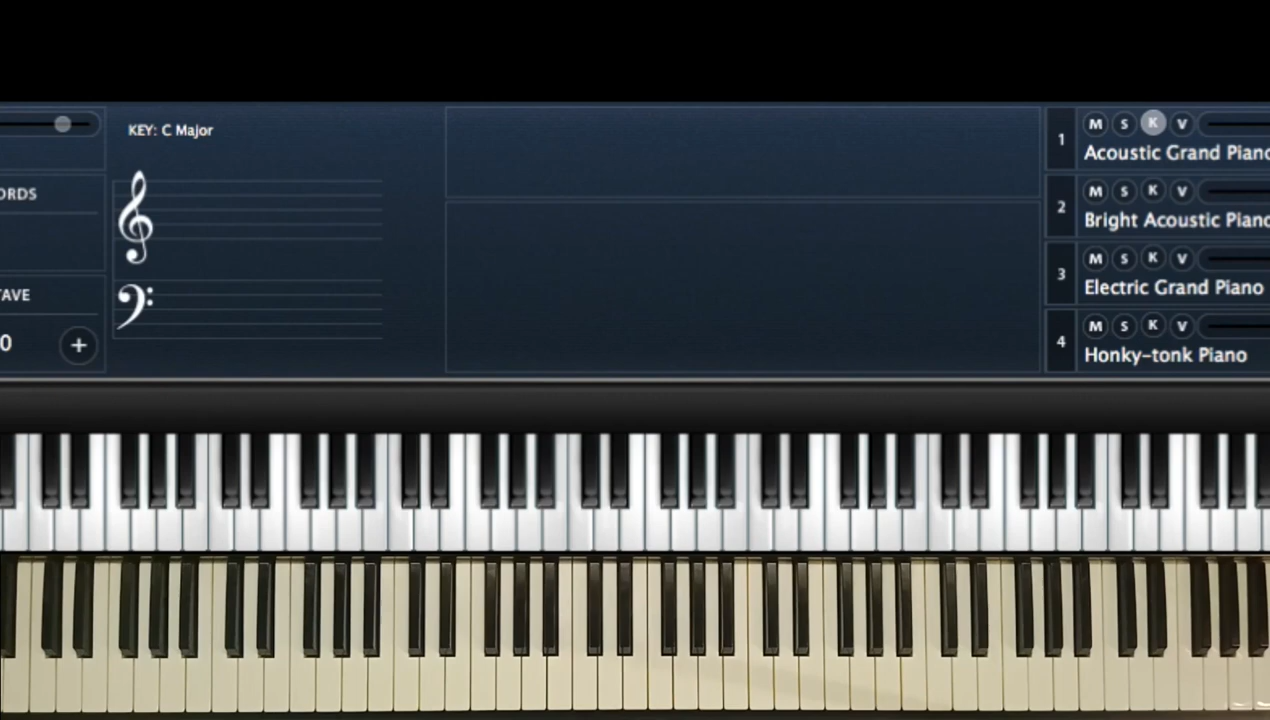 KEY: C Major
ORDS
TAVE
0
+
1
M S K V
Acoustic Grand Piano
2
M S K V
Bright Acoustic Piano
3
M S K V
Electric Grand Piano
4
M S K V
Honky-tonk Piano